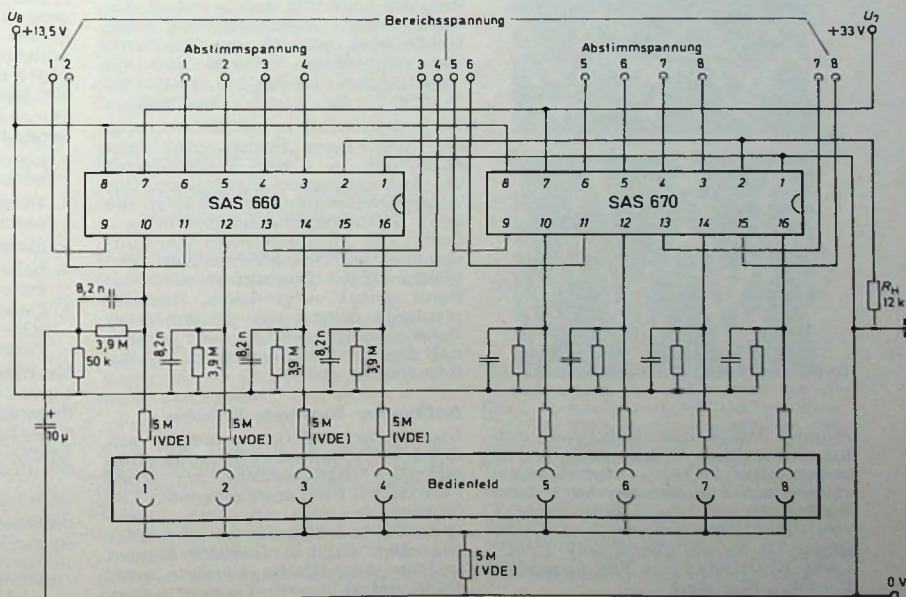 U₈
Bereichsspannung
U₇
+13,5V
+33 V
Abstimmspannung
Abstimmspannung
1 2
1 2 3 4
3 4 5 6
5 6 7 8
7 8
8 7 6 5 4 3 2 1
8 7 6 5 4 3 2 1
SAS 660
SAS 670
9 10 11 12 13 14 15 16
9 10 11 12 13 14 15 16
8,2 n
R_H
12 k
3,9 M
50 k
8,2 n
3,9 M
8,2 n
3,9 M
8,2 n
3,9 M
+
10 µ
5 M
(VDE)
5 M
(VDE)
5 M
(VDE)
5 M
(VDE)
1 2 3 4 Bedienfeld 5 6 7 8
5 M
(VDE)
0 V